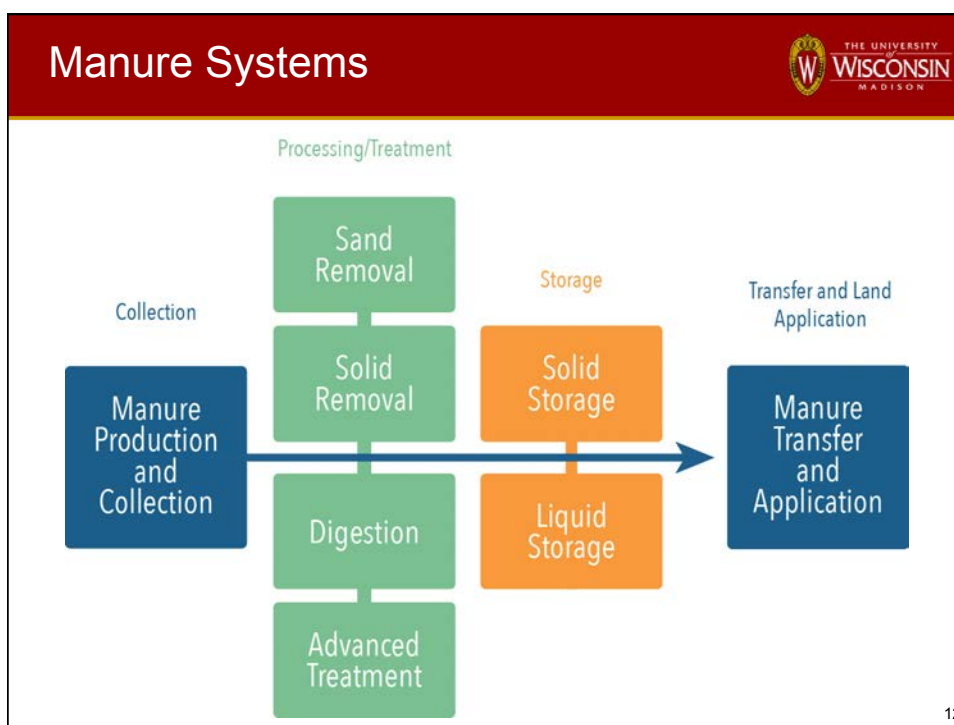 Manure Systems
THE UNIVERSITY
of
WISCONSIN
MADISON
Processing/Treatment
Sand
Removal
Storage
Transfer and Land
Application
Collection
Solid
Removal
Solid
Storage
Manure
Production
and
Collection
Manure
Transfer
and
Application
Digestion
Liquid
Storage
Advanced
Treatment